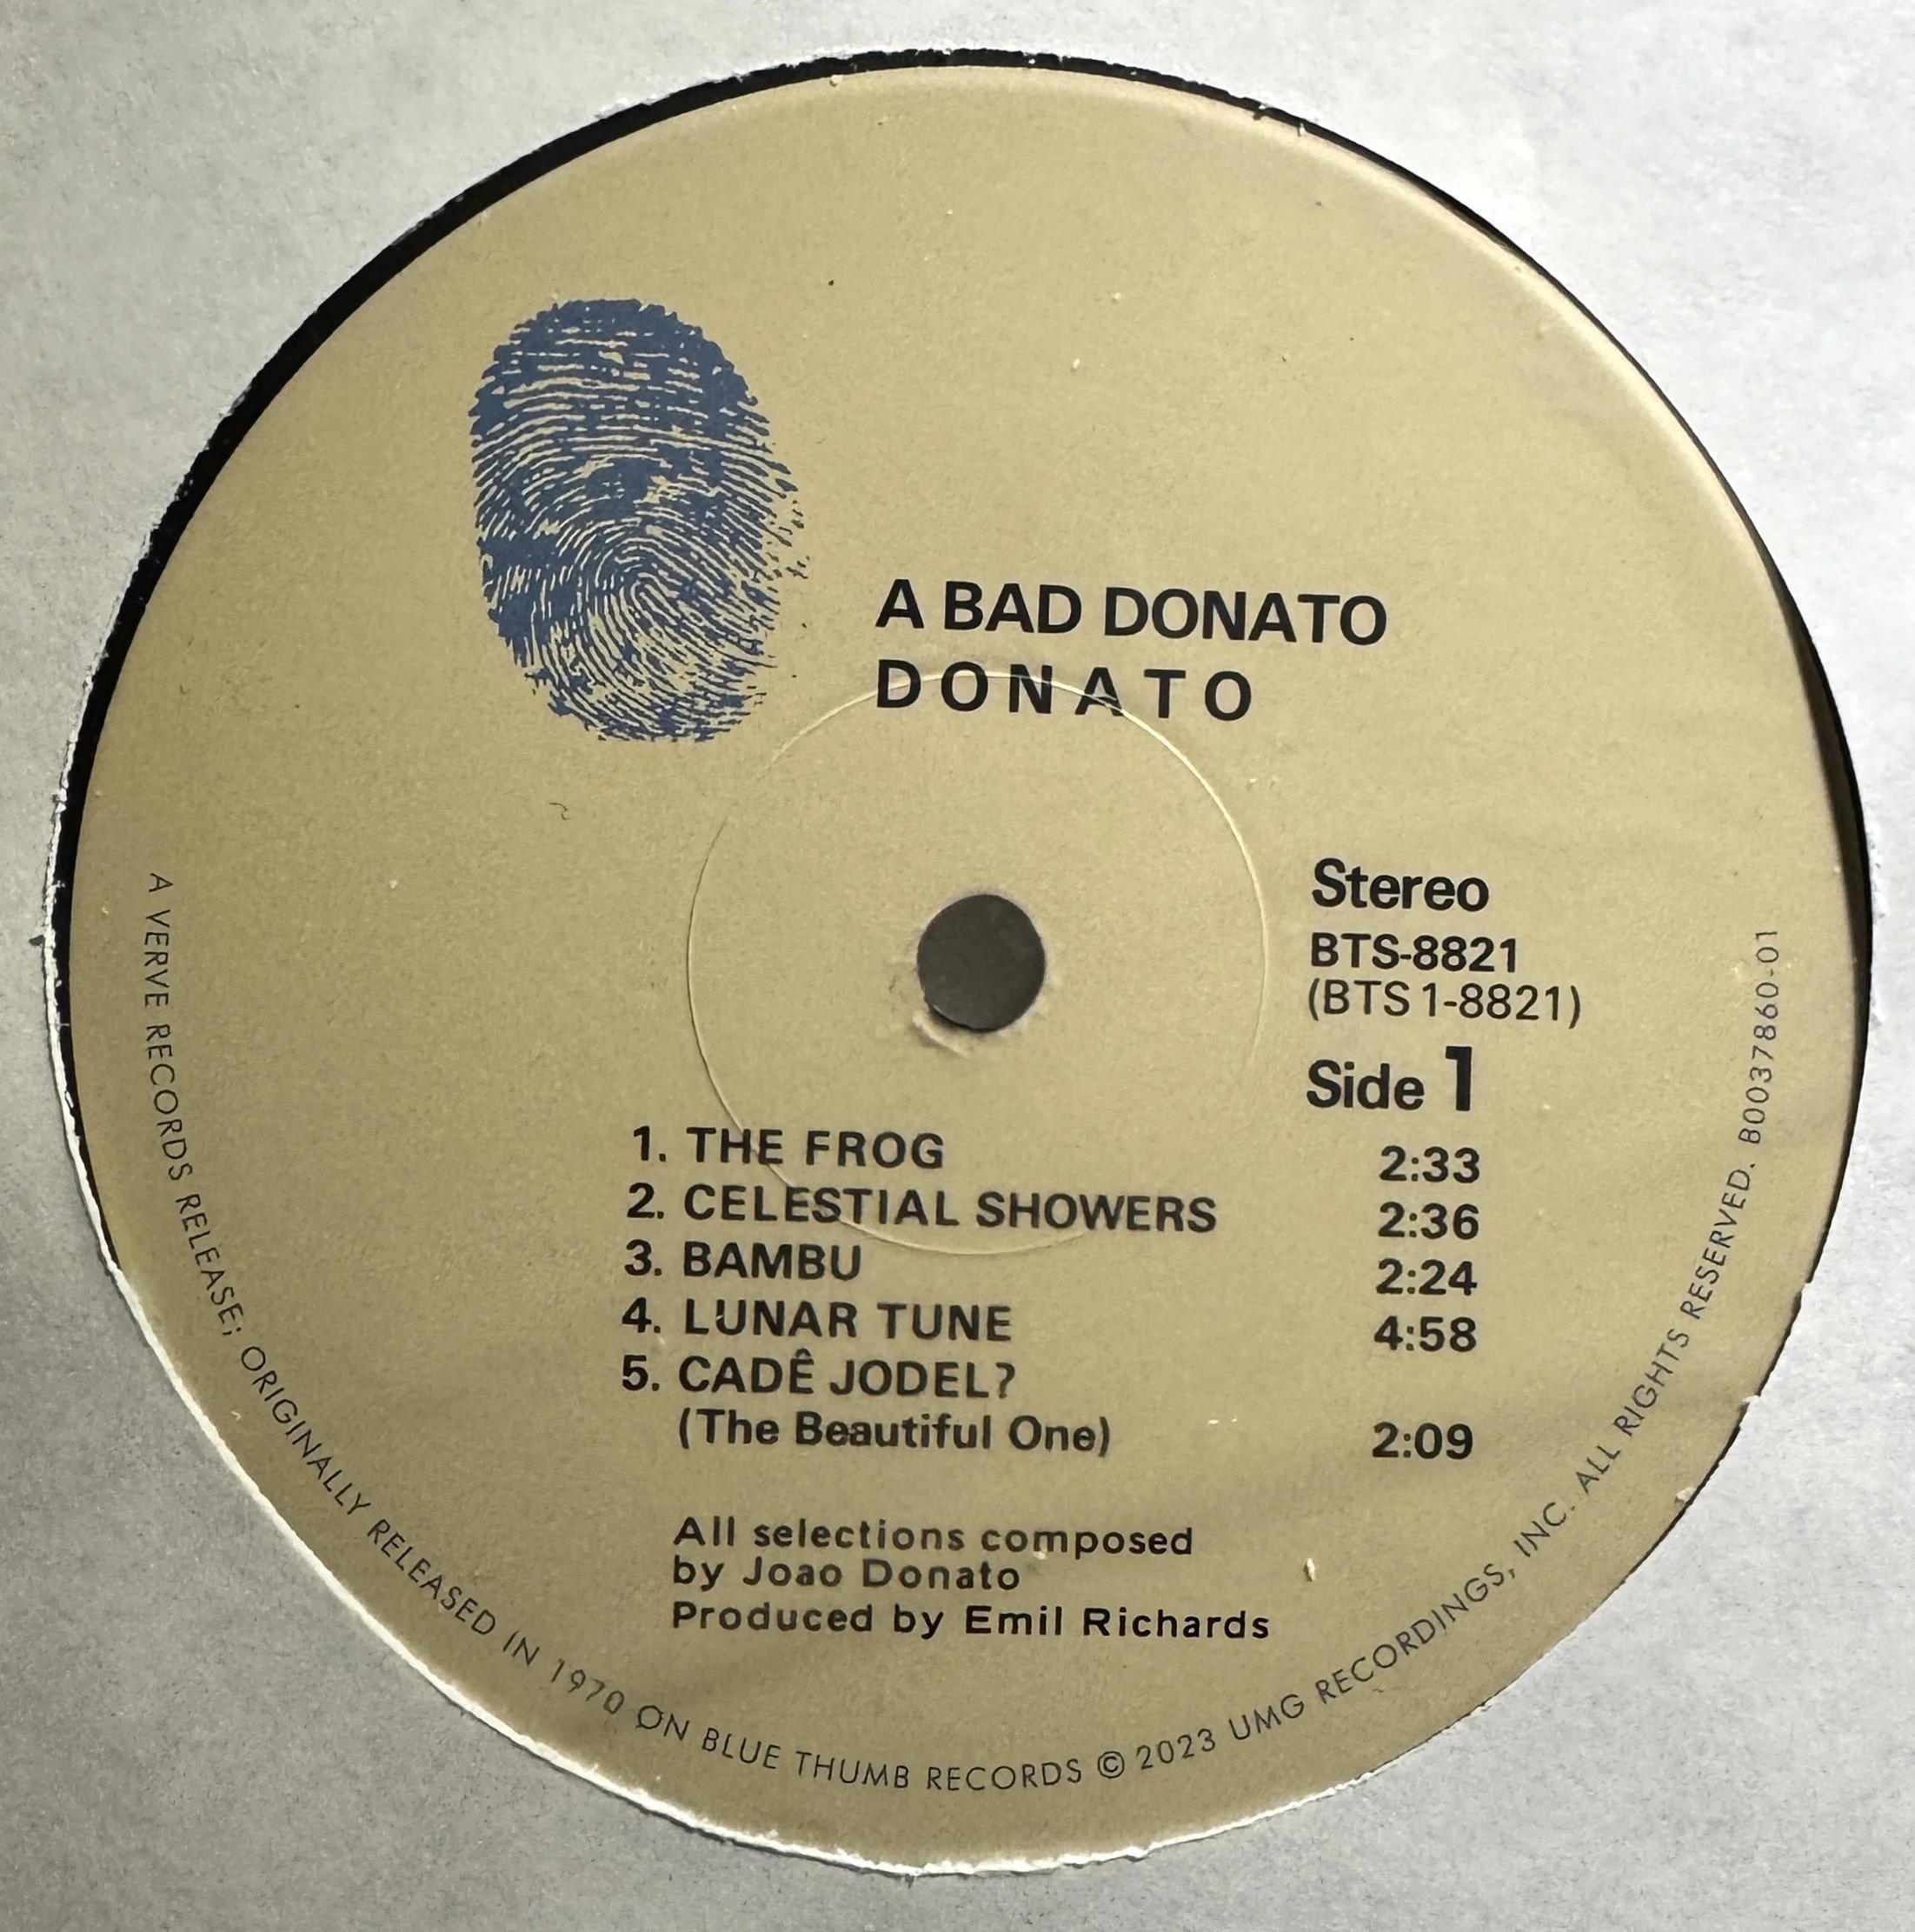 A BAD DONATO
DONATO
Stereo
BTS-8821
(BTS 1-8821)
Side 1
1. THE FROG 2:33
2. CELESTIAL SHOWERS 2:36
3. BAMBU 2:24
4. LUNAR TUNE 4:58
5. CADÊ JODEL?
(The Beautiful One) 2:09
All selections composed
by Joao Donato
Produced by Emil Richards
A VERVE RECORDS RELEASE; ORIGINALLY RELEASED IN 1970 ON BLUE THUMB RECORDS © 2023 UMG RECORDINGS, INC. ALL RIGHTS RESERVED. B0037860-01